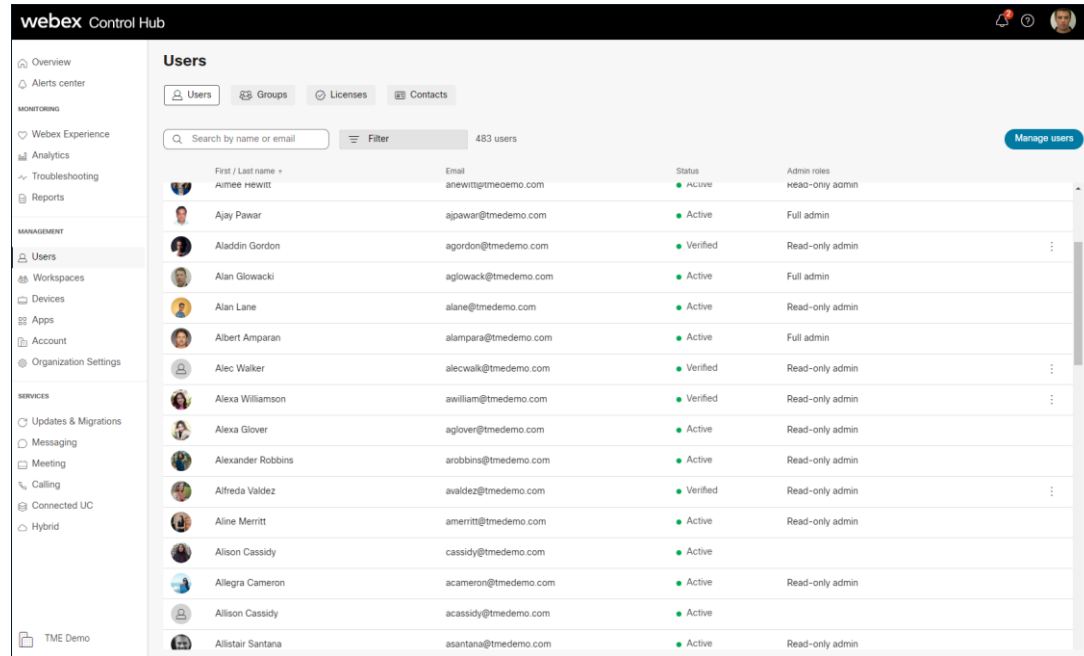 webex Control Hub
2
Overview
Alerts center
MONITORING
Webex Experience
Analytics
Troubleshooting
Reports
MANAGEMENT
Users
Workspaces
Devices
Apps
Account
Organization Settings
SERVICES
Updates & Migrations
Messaging
Meeting
Calling
Connected UC
Hybrid
TME Demo
Users
Users Groups Licenses Contacts
Search by name or email Filter 483 users Manage users
First / Last name Email Status Admin roles
Aimee Hewitt anewitt@tmedemo.com Active Read-only admin
Ajay Pawar ajpawar@tmedemo.com Active Full admin
Aladdin Gordon agordon@tmedemo.com Verified Read-only admin
Alan Glowacki aglowack@tmedemo.com Active Full admin
Alan Lane alane@tmedemo.com Active Read-only admin
Albert Amparan alampara@tmedemo.com Active Full admin
Alec Walker alecwalk@tmedemo.com Verified Read-only admin
Alexa Williamson awilliam@tmedemo.com Verified Read-only admin
Alexa Glover aglover@tmedemo.com Active Read-only admin
Alexander Robbins arobbins@tmedemo.com Active Read-only admin
Alfreda Valdez avaldez@tmedemo.com Verified Read-only admin
Aline Merritt amerritt@tmedemo.com Active Read-only admin
Alison Cassidy cassidy@tmedemo.com Active
Allegra Cameron acameron@tmedemo.com Active Read-only admin
Allison Cassidy acassidy@tmedemo.com Active
Allistair Santana asantana@tmedemo.com Active Read-only admin